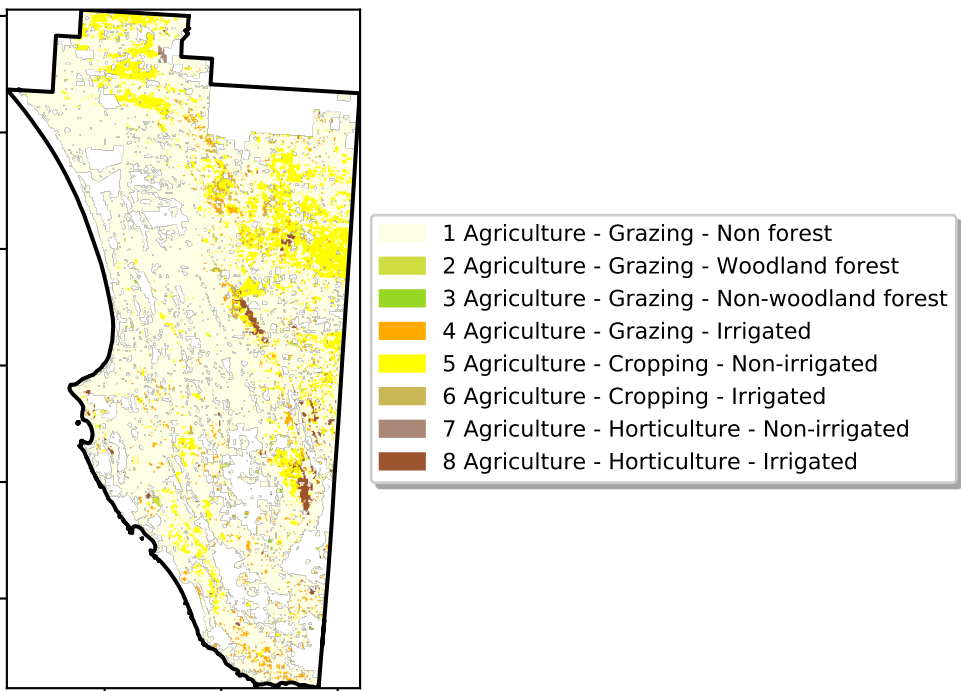 1 Agriculture - Grazing - Non forest
2 Agriculture - Grazing - Woodland forest
3 Agriculture - Grazing - Non-woodland forest
4 Agriculture - Grazing - Irrigated
5 Agriculture - Cropping - Non-irrigated
6 Agriculture - Cropping - Irrigated
7 Agriculture - Horticulture - Non-irrigated
8 Agriculture - Horticulture - Irrigated